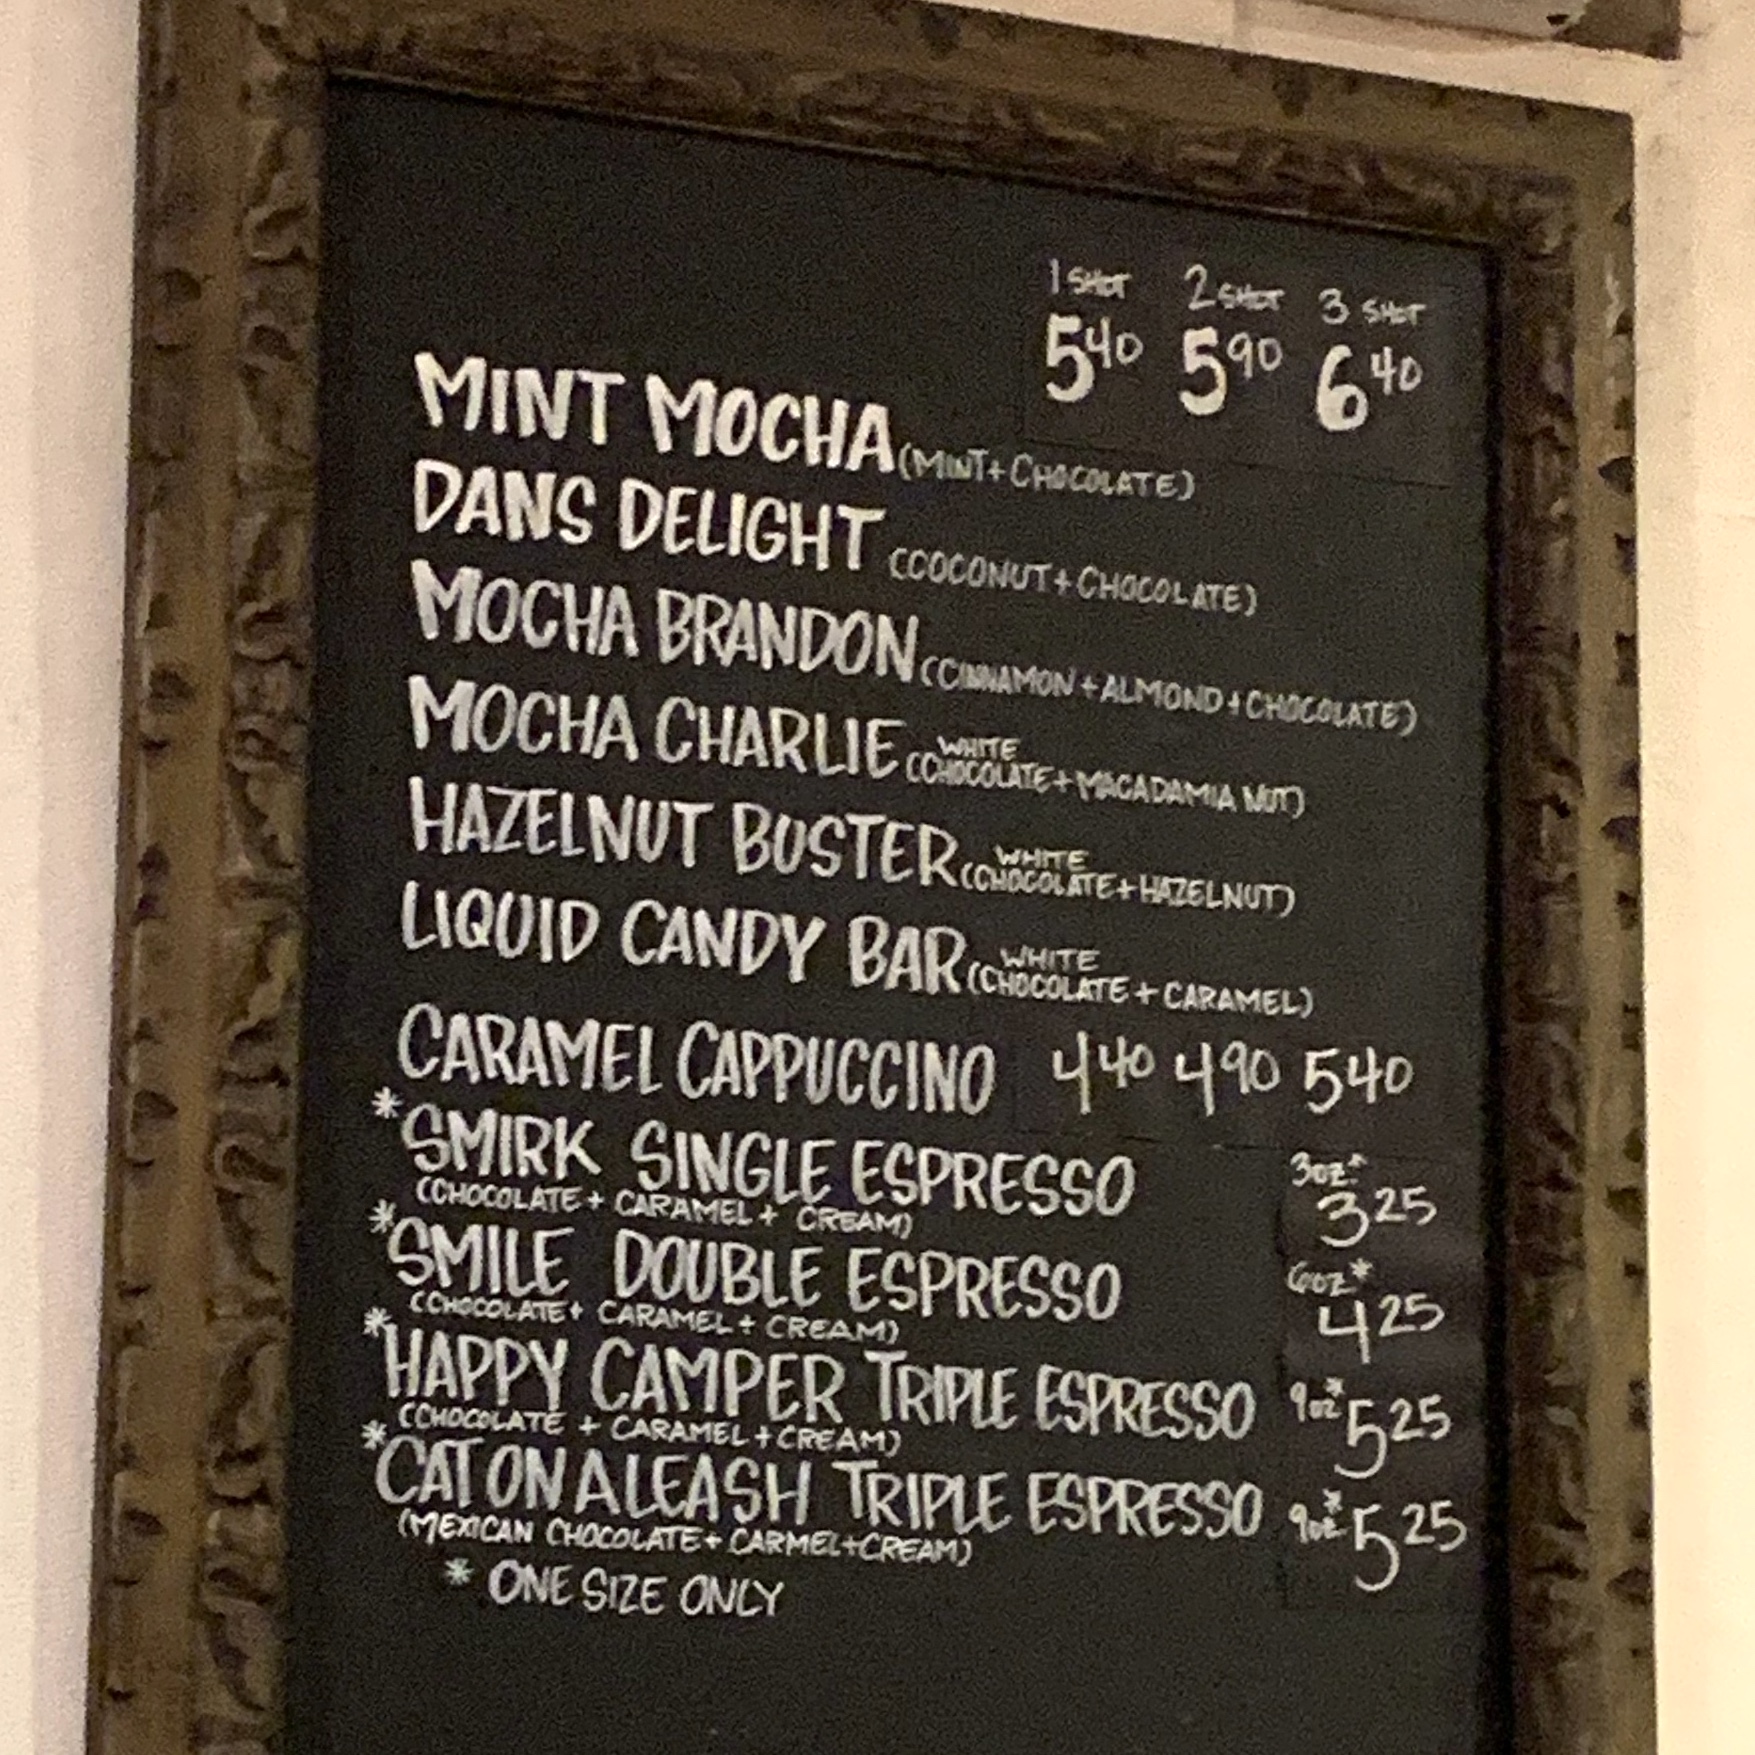 1 SHOT 2 SHOT 3 SHOT
5 40 5 90 6 40
MINT MOCHA (MINT + CHOCOLATE)
DANS DELIGHT (COCONUT + CHOCOLATE)
MOCHA BRANDON (CINNAMON + ALMOND + CHOCOLATE)
MOCHA CHARLIE (WHITE CHOCOLATE + MACADAMIA NUT)
HAZELNUT BUSTER (WHITE CHOCOLATE + HAZELNUT)
LIQUID CANDY BAR (WHITE CHOCOLATE + CARAMEL)
CARAMEL CAPPUCCINO 4 40 4 90 5 40
*SMIRK SINGLE ESPRESSO 3oz* 3 25
(CHOCOLATE + CARAMEL + CREAM)
*SMILE DOUBLE ESPRESSO 6oz* 4 25
(CHOCOLATE + CARAMEL + CREAM)
*HAPPY CAMPER TRIPLE ESPRESSO 9oz* 5 25
(CHOCOLATE + CARAMEL + CREAM)
*CAT ON A LEASH TRIPLE ESPRESSO 9oz* 5 25
(MEXICAN CHOCOLATE + CARMEL + CREAM)
* ONE SIZE ONLY